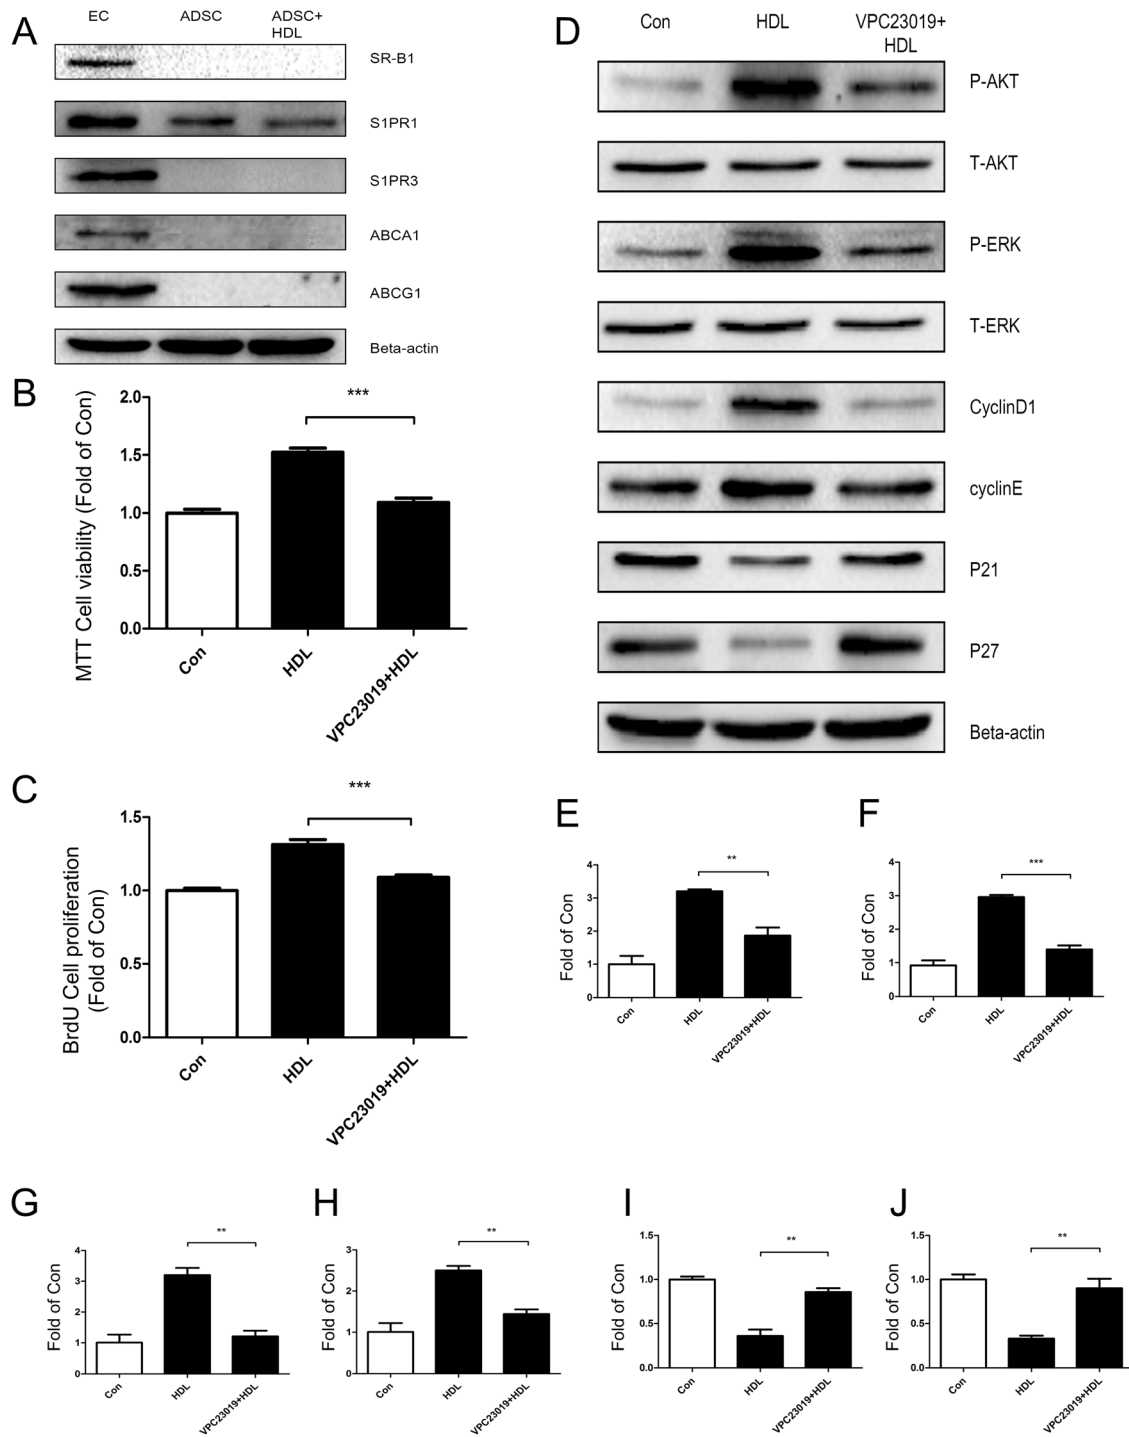 A
EC
ADSC
ADSC+
HDL
SR-B1
S1PR1
S1PR3
ABCA1
ABCG1
Beta-actin
B
MTT Cell viability (Fold of Con)
2.0
1.5
1.0
0.5
0.0
***
Con
HDL
VPC23019+HDL
C
BrdU Cell proliferation
(Fold of Con)
1.5
1.0
0.5
0.0
***
Con
HDL
VPC23019+HDL
D
Con
HDL
VPC23019+
HDL
P-AKT
T-AKT
P-ERK
T-ERK
CyclinD1
cyclinE
P21
P27
Beta-actin
E
Fold of Con
4
3
2
1
0
**
Con
HDL
VPC23019+HDL
F
Fold of Con
4
3
2
1
0
***
Con
HDL
VPC23019+HDL
G
Fold of Con
4
3
2
1
0
**
Con
HDL
VPC23019+HDL
H
Fold of Con
3
2
1
0
**
Con
HDL
VPC23019+HDL
I
Fold of Con
1.5
1.0
0.5
0.0
**
Con
HDL
VPC23019+HDL
J
Fold of Con
1.5
1.0
0.5
0.0
**
Con
HDL
VPC23019+HDL